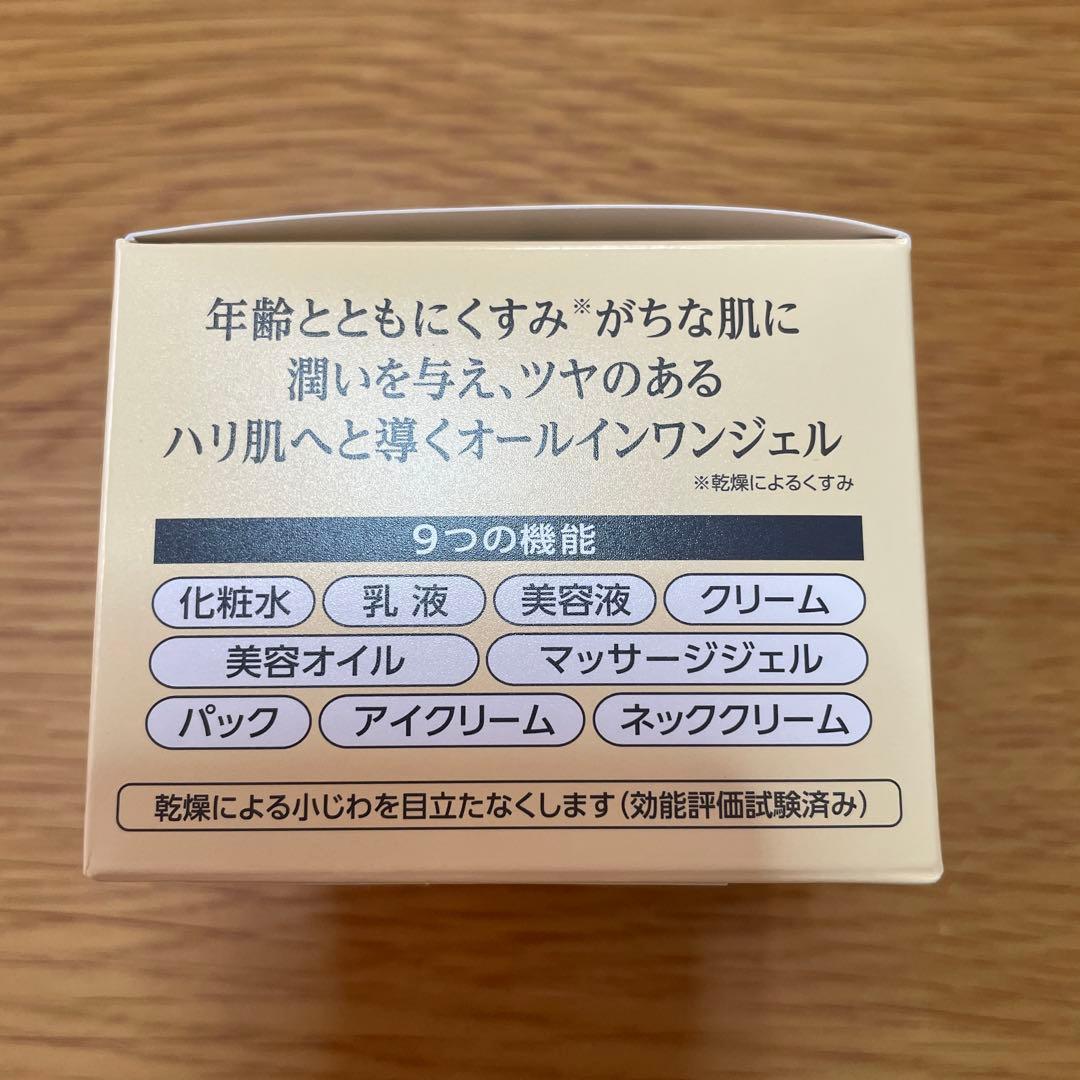 年齢とともにくすみ※がちな肌に
潤いを与え、ツヤのある
ハリ肌へと導くオールインワンジェル
※乾燥によるくすみ
9つの機能
化粧水 乳液 美容液 クリーム
美容オイル マッサージジェル
パック アイクリーム ネッククリーム
乾燥による小じわを目立たなくします(効能評価試験済み)